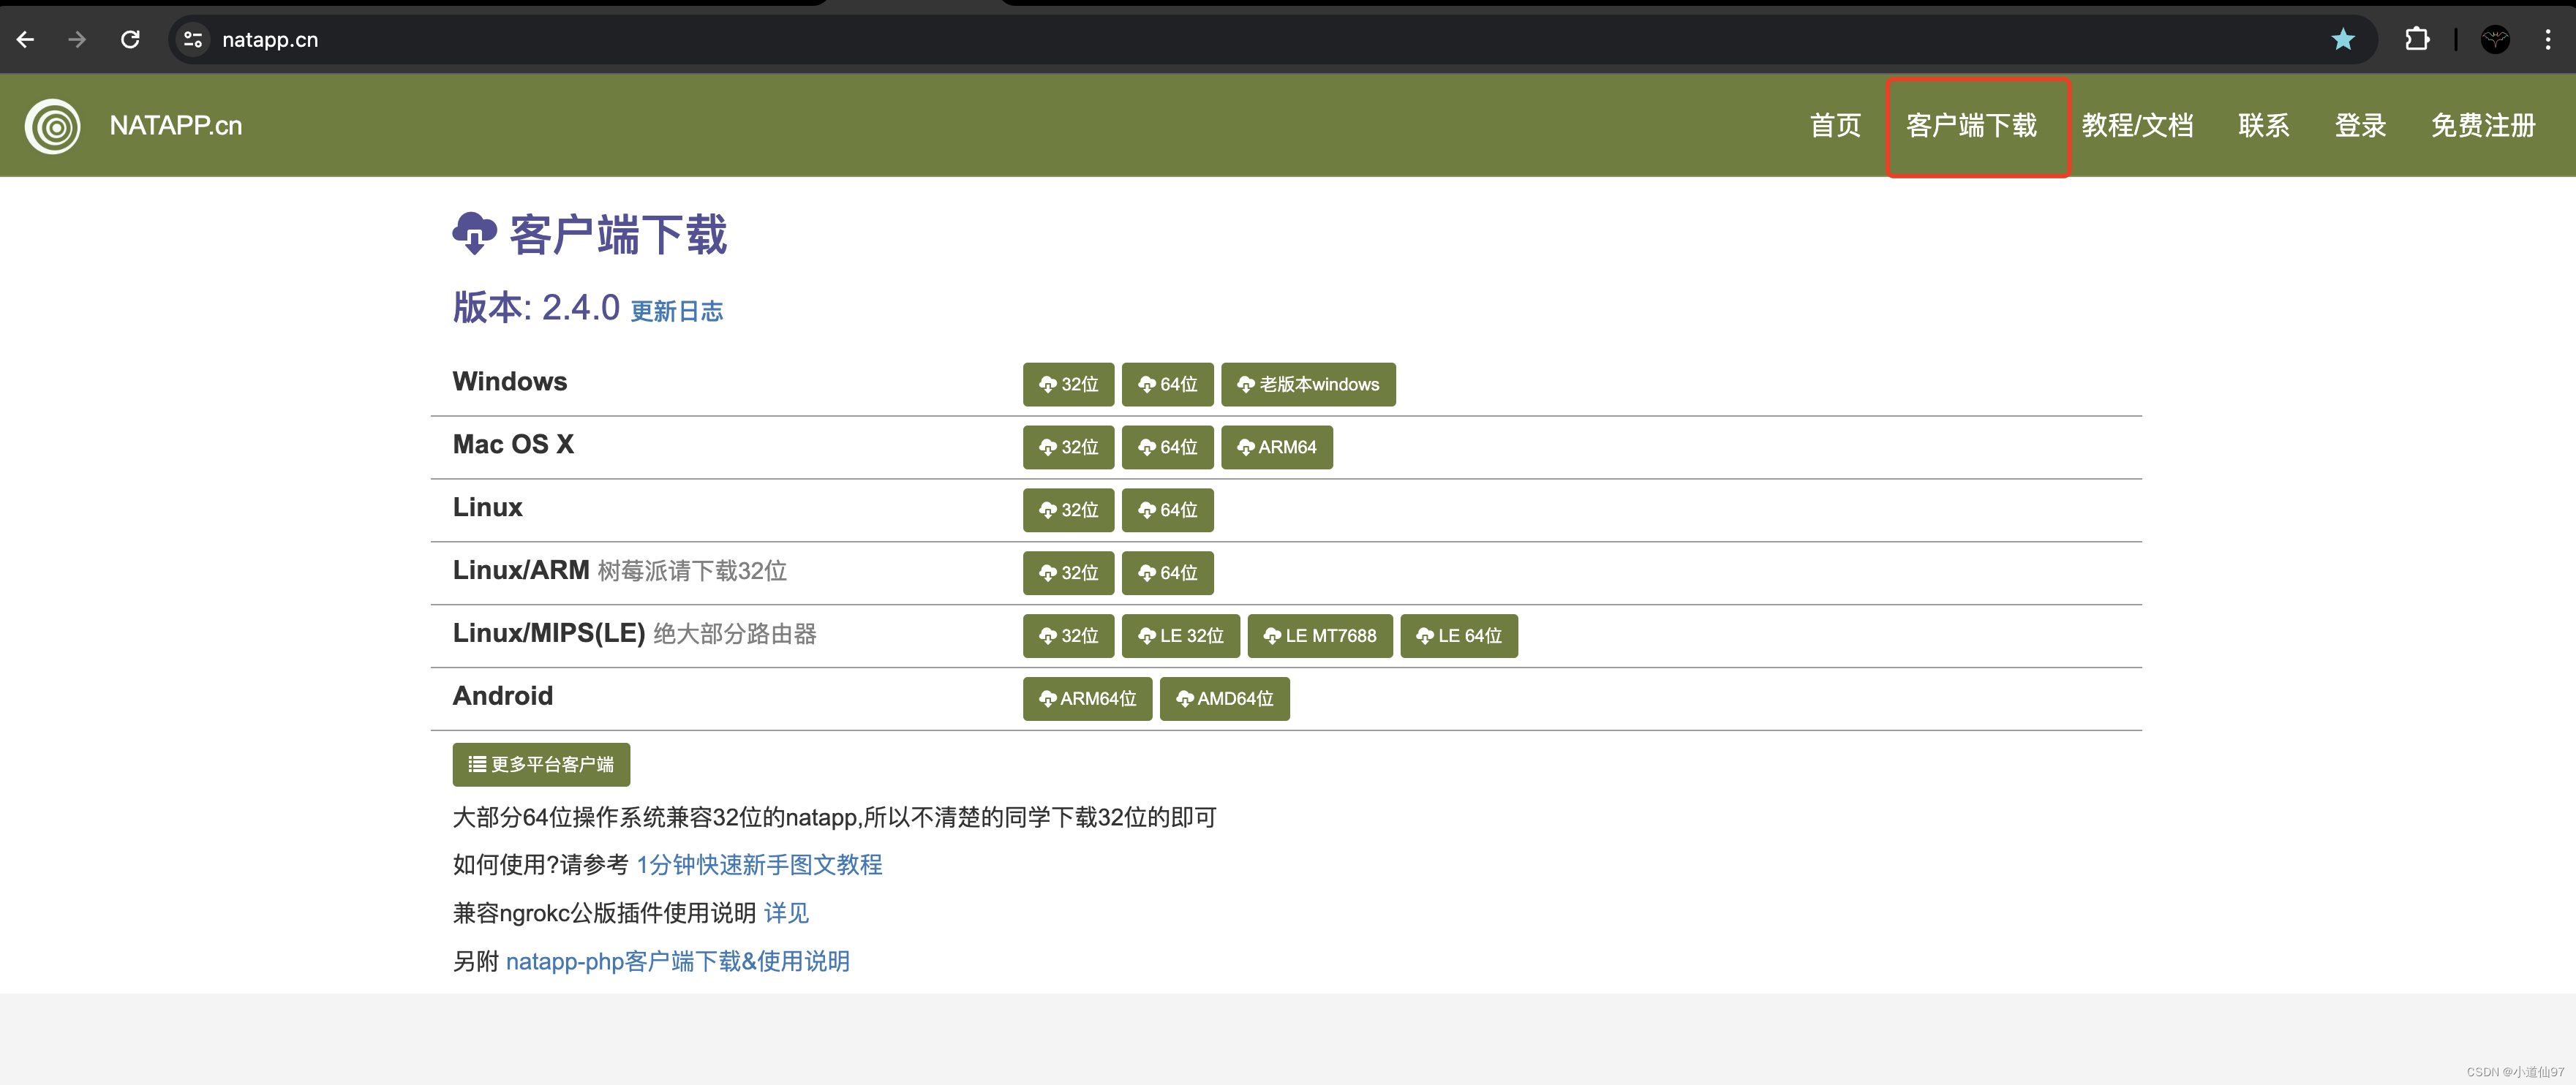 natapp.cn
NATAPP.cn 首页 客户端下载 教程/文档 联系 登录 免费注册
客户端下载
版本: 2.4.0 更新日志
Windows 32位 64位 老版本windows
Mac OS X 32位 64位 ARM64
Linux 32位 64位
Linux/ARM 树莓派请下载32位 32位 64位
Linux/MIPS(LE) 绝大部分路由器 32位 LE 32位 LE MT7688 LE 64位
Android ARM64位 AMD64位
更多平台客户端
大部分64位操作系统兼容32位的natapp,所以不清楚的同学下载32位的即可
如何使用?请参考 1分钟快速新手图文教程
兼容ngrokc公版插件使用说明 详见
另附 natapp-php客户端下载&使用说明
CSDN @小道仙97